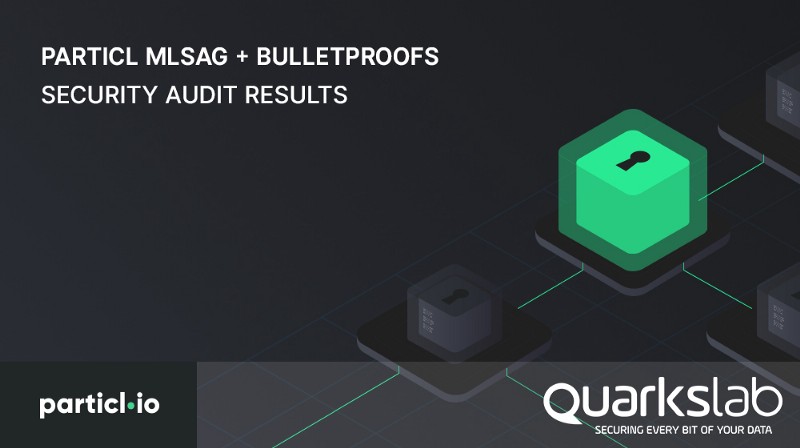 PARTICL MLSAG + BULLETPROOFS
SECURITY AUDIT RESULTS
particl.io
Quarkslab
SECURING EVERY BIT OF YOUR DATA